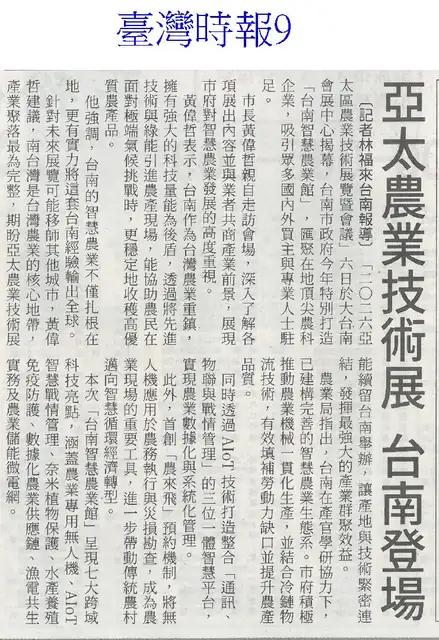 臺灣時報9
亞太農業技術展 台南登場
〔記者林福來台南報導〕「二〇二六亞
太區農業技術展覽暨會議」六日於大台南
會展中心揭幕，台南市政府今年特別打造
「台南智慧農業館」，匯聚在地頂尖農科
企業，吸引眾多國內外買主與專業人士駐
足。
市長黃偉哲親自走訪會場，深入了解各
項展出內容並與業者共商產業前景，展現
市府對智慧農業發展的高度重視。
黃偉哲表示，台南作為台灣農業重鎮，
擁有強大的科技量能為後盾，透過將先進
技術與綠能引進農產現場，能協助農民在
面對極端氣候挑戰時，更穩定地收穫高優
質農產品。
他強調，台南的智慧農業不僅扎根在
地，更有實力將這套台南經驗輸出全球。
針對未來展覽可能移師其他城市，黃偉
哲建議，南台灣是台灣農業的核心地帶，
產業聚落最為完整，期盼亞太農業技術展
能續留台南舉辦，讓產地與技術緊密連
結，發揮最強大的產業群聚效益。
農業局指出，台南在產官學研協力下，
已建構完善的智慧農業生態系。市府積極
推動農業機械一貫化生產，並結合冷鏈物
流技術，有效填補勞動力缺口並提升農產
品質。
同時透過AIoT技術打造整合「通訊、
物聯與戰情管理」的三位一體智慧平台，
實現農業數據化與系統化管理。
此外，首創「農來飛」預約機制，將無
人機應用於農務執行與災損勘查，成為農
業現場的重要工具，進一步帶動傳統農村
邁向智慧循環經濟轉型。
本次「台南智慧農業館」呈現七大跨域
科技亮點，涵蓋農業專用無人機、AIoT
智慧戰情管理、奈米植物保護、水產養殖
免疫防護、數據化農業供應鏈、漁電共生
實務及農業儲能微電網。